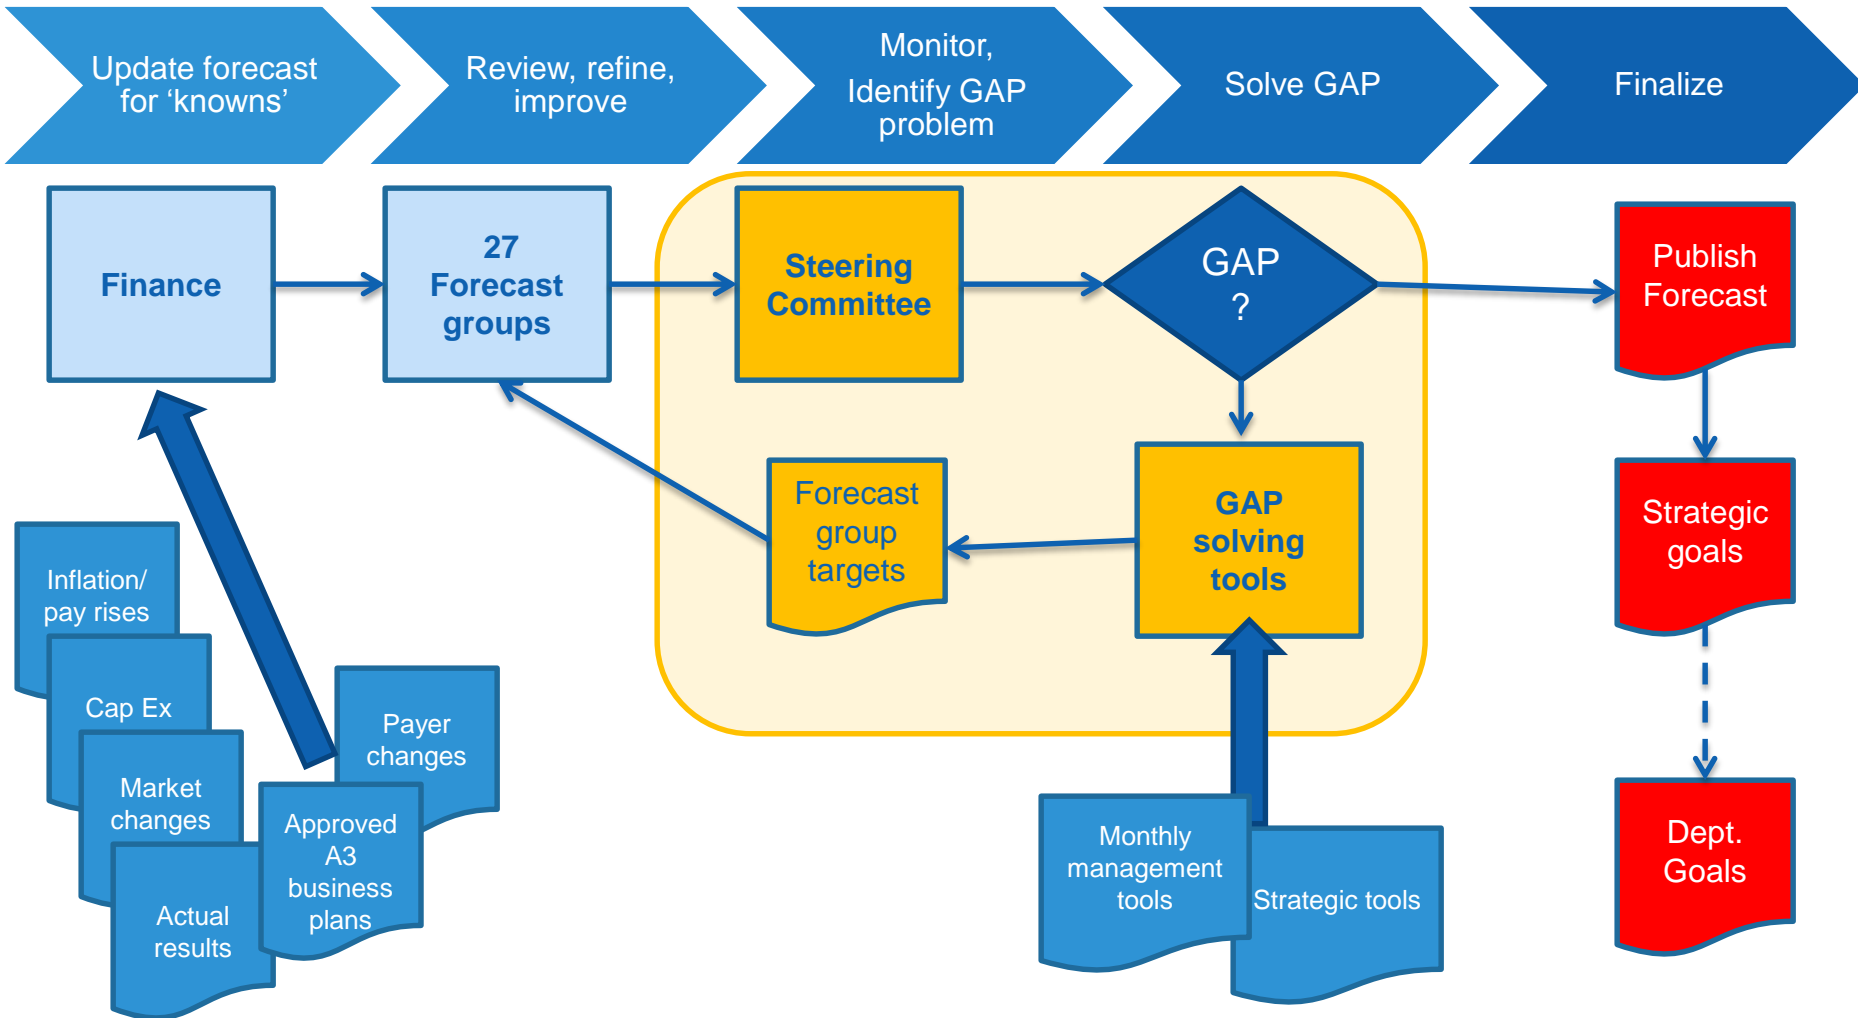 Update forecast
for ‘knowns’
Review, refine,
improve
Monitor,
Identify GAP
problem
Solve GAP
Finalize
Finance
27
Forecast
groups
Steering
Committee
GAP
?
Publish
Forecast
Forecast
group
targets
GAP
solving
tools
Strategic
goals
Inflation/
pay rises
Cap Ex
Market
changes
Actual
results
Approved
A3
business
plans
Payer
changes
Monthly
management
tools
Strategic tools
Dept.
Goals